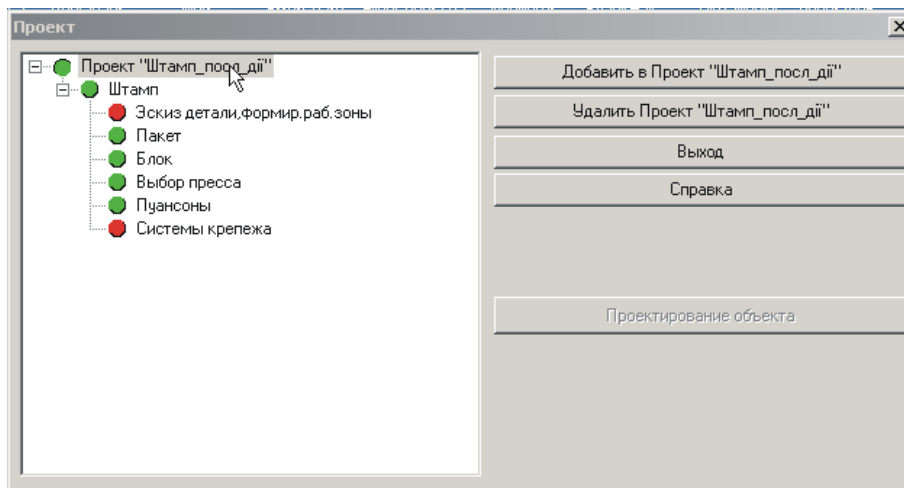 Проект
Проект "Штамп_посл_дії"
Штамп
Эскиз детали,формир.раб.зоны
Пакет
Блок
Выбор пресса
Пуансоны
Системы крепежа
Добавить в Проект "Штамп_посл_дії"
Удалить Проект "Штамп_посл_дії"
Выход
Справка
Проектирование объекта